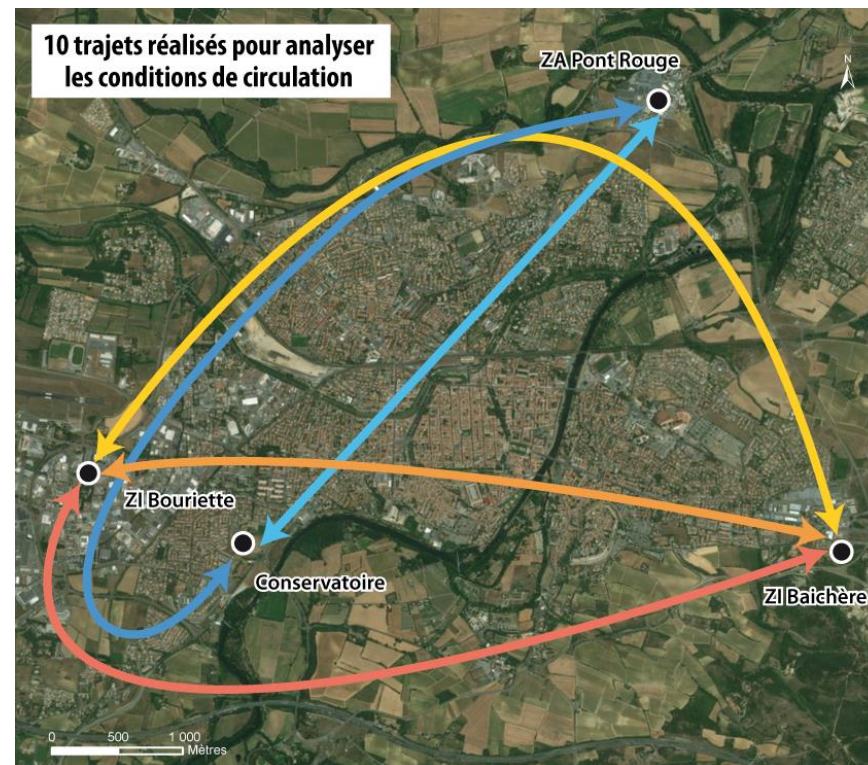 10 trajets réalisés pour analyser
les conditions de circulation
ZA Pont Rouge
N
ZI Bouriette
Conservatoire
ZI Baichère
0 500 1 000
Mètres